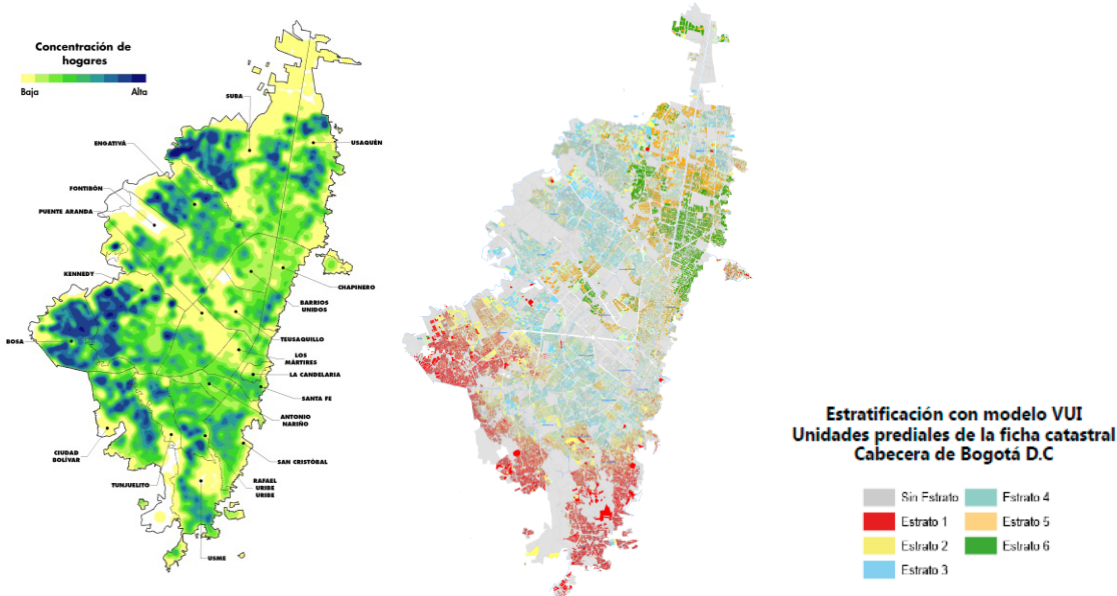 Concentración de
hogares
Baja
Alta
SUBA
ENGATIVÁ
USAQUÉN
FONTIBÓN
PUENTE ARANDA
KENNEDY
CHAPINERO
BARRIOS
UNIDOS
BOSA
TEUSAQUILLO
LOS
MÁRTIRES
LA CANDELARIA
SANTA FE
ANTONIO
NARIÑO
CIUDAD
BOLÍVAR
SAN CRISTÓBAL
TUNJUELITO
RAFAEL
URIBE
URIBE
USME
Estratificación con modelo VUI
Unidades prediales de la ficha catastral
Cabecera de Bogotá D.C
Sin Estrato
Estrato 4
Estrato 1
Estrato 5
Estrato 2
Estrato 6
Estrato 3